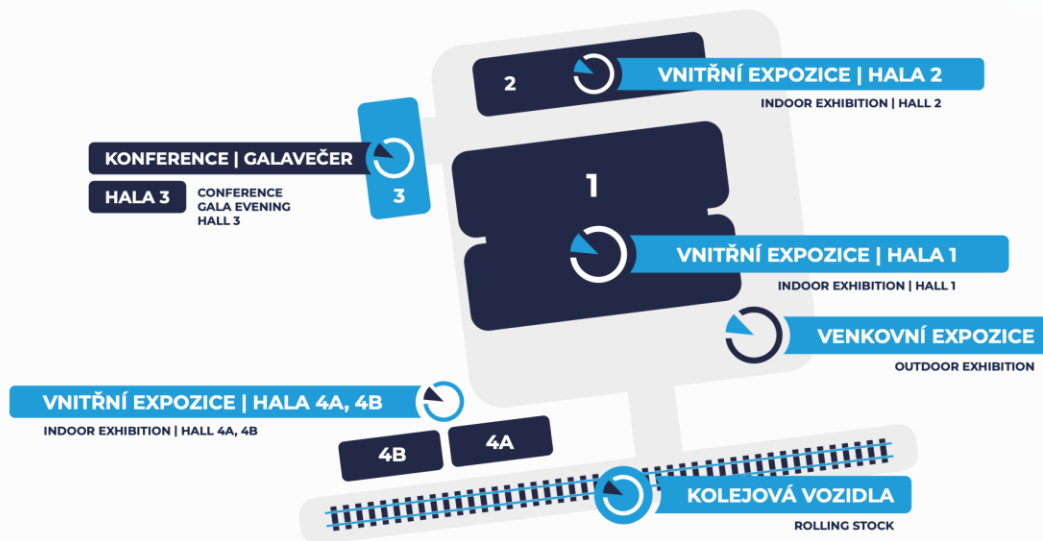 2
VNITŘNÍ EXPOZICE | HALA 2
INDOOR EXHIBITION | HALL 2
KONFERENCE | GALAVEČER
HALA 3
CONFERENCE
GALA EVENING
HALL 3
3
1
VNITŘNÍ EXPOZICE | HALA 1
INDOOR EXHIBITION | HALL 1
VENKOVNÍ EXPOZICE
OUTDOOR EXHIBITION
VNITŘNÍ EXPOZICE | HALA 4A, 4B
INDOOR EXHIBITION | HALL 4A, 4B
4B
4A
KOLEJOVÁ VOZIDLA
ROLLING STOCK